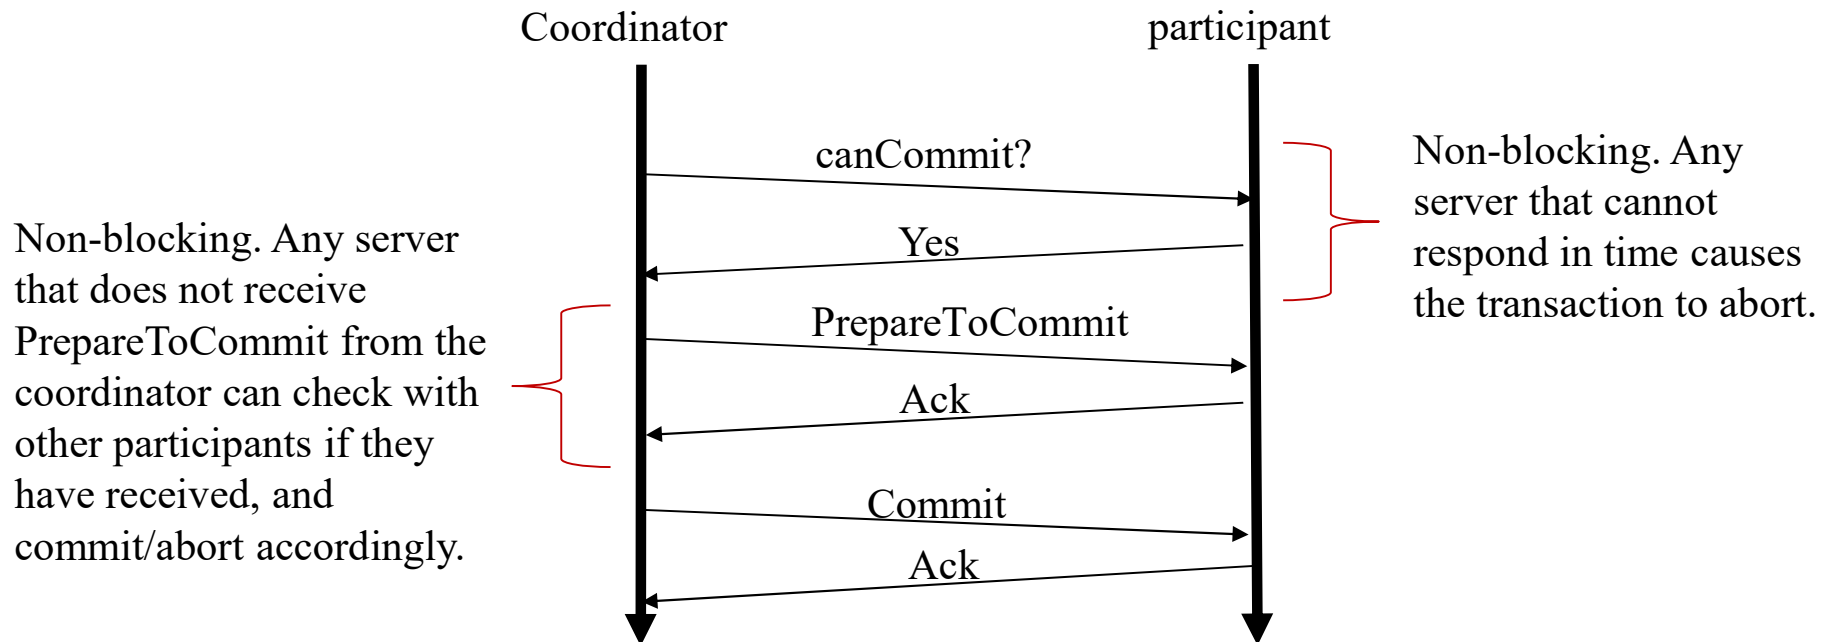 Coordinator
participant
canCommit?
Yes
PrepareToCommit
Ack
Commit
Ack
Non-blocking. Any server
that does not receive
PrepareToCommit from the
coordinator can check with
other participants if they
have received, and
commit/abort accordingly.
Non-blocking. Any
server that cannot
respond in time causes
the transaction to abort.